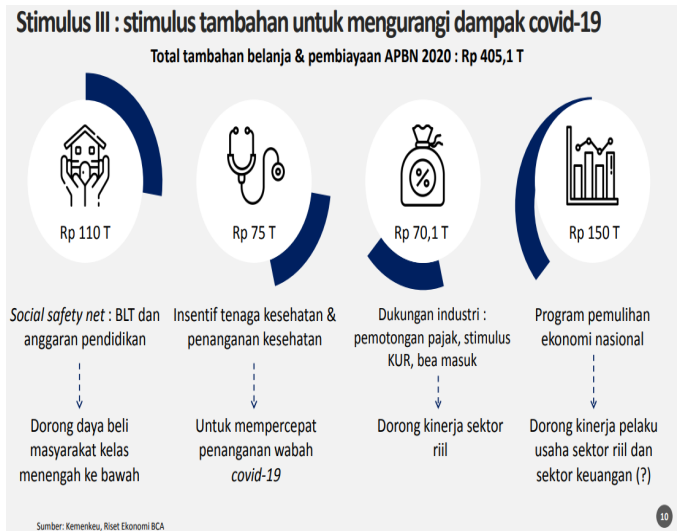 Stimulus III : stimulus tambahan untuk mengurangi dampak covid-19
Total tambahan belanja & pembiayaan APBN 2020 : Rp 405,1 T
Rp 110 T
Social safety net : BLT dan
anggaran pendidikan
Dorong daya beli
masyarakat kelas
menengah ke bawah
%
Rp 75 T
Insentif tenaga kesehatan &
penanganan kesehatan
Untuk mempercepat
penanganan wabah
covid-19
Rp 70,1 T
Dukungan industri :
pemotongan pajak, stimulus
KUR, bea masuk
Dorong kinerja sektor
riil
Rp 150 T
Program pemulihan
ekonomi nasional
Dorong kinerja pelaku
usaha sektor riil dan
sektor keuangan (?)
Sumber: Kemenkeu, Riset Ekonomi BCA
10